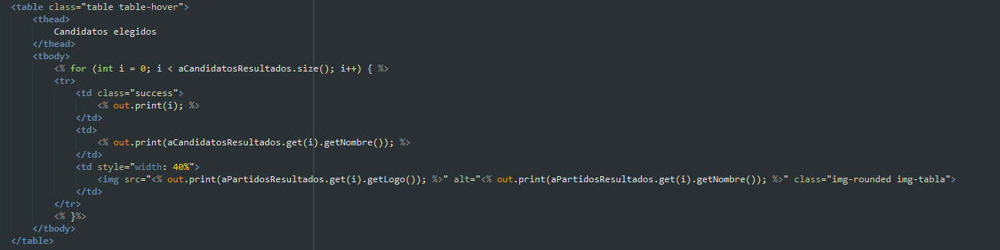 <table class="table table-hover">
<thead>
Candidatos elegidos
</thead>
<tbody>
<% for (int i = 0; i < aCandidatosResultados.size(); i++) { %>
<tr>
<td class="success">
<% out.print(i); %>
</td>
<td>
<% out.print(aCandidatosResultados.get(i).getNombre()); %>
</td>
<td style="width: 40%">
<img src="<% out.print(aPartidosResultados.get(i).getLogo()); %>" alt="<% out.print(aPartidosResultados.get(i).getNombre()); %>" class="img-rounded img-tabla">
</td>
</tr>
<% }%>
</tbody>
</table>